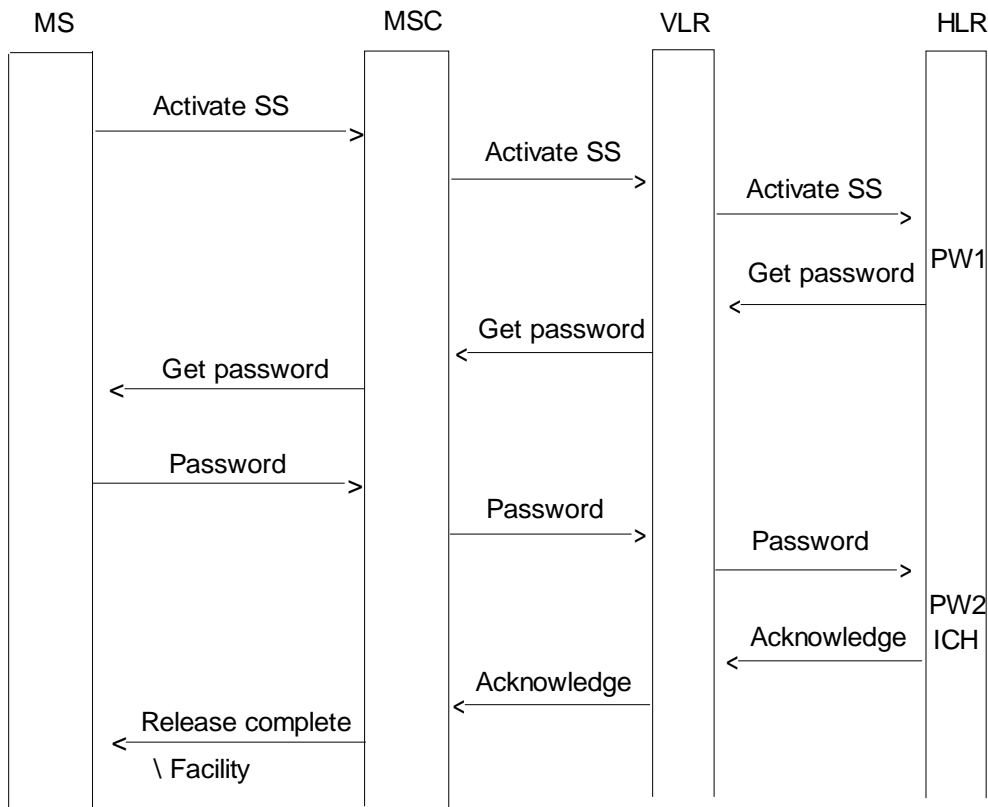 MS MSC VLR HLR
Activate SS
Activate SS
Activate SS
PW1
Get password
Get password
Get password
Password
Password
Password
PW2
Acknowledge ICH
Acknowledge
Release complete
\ Facility